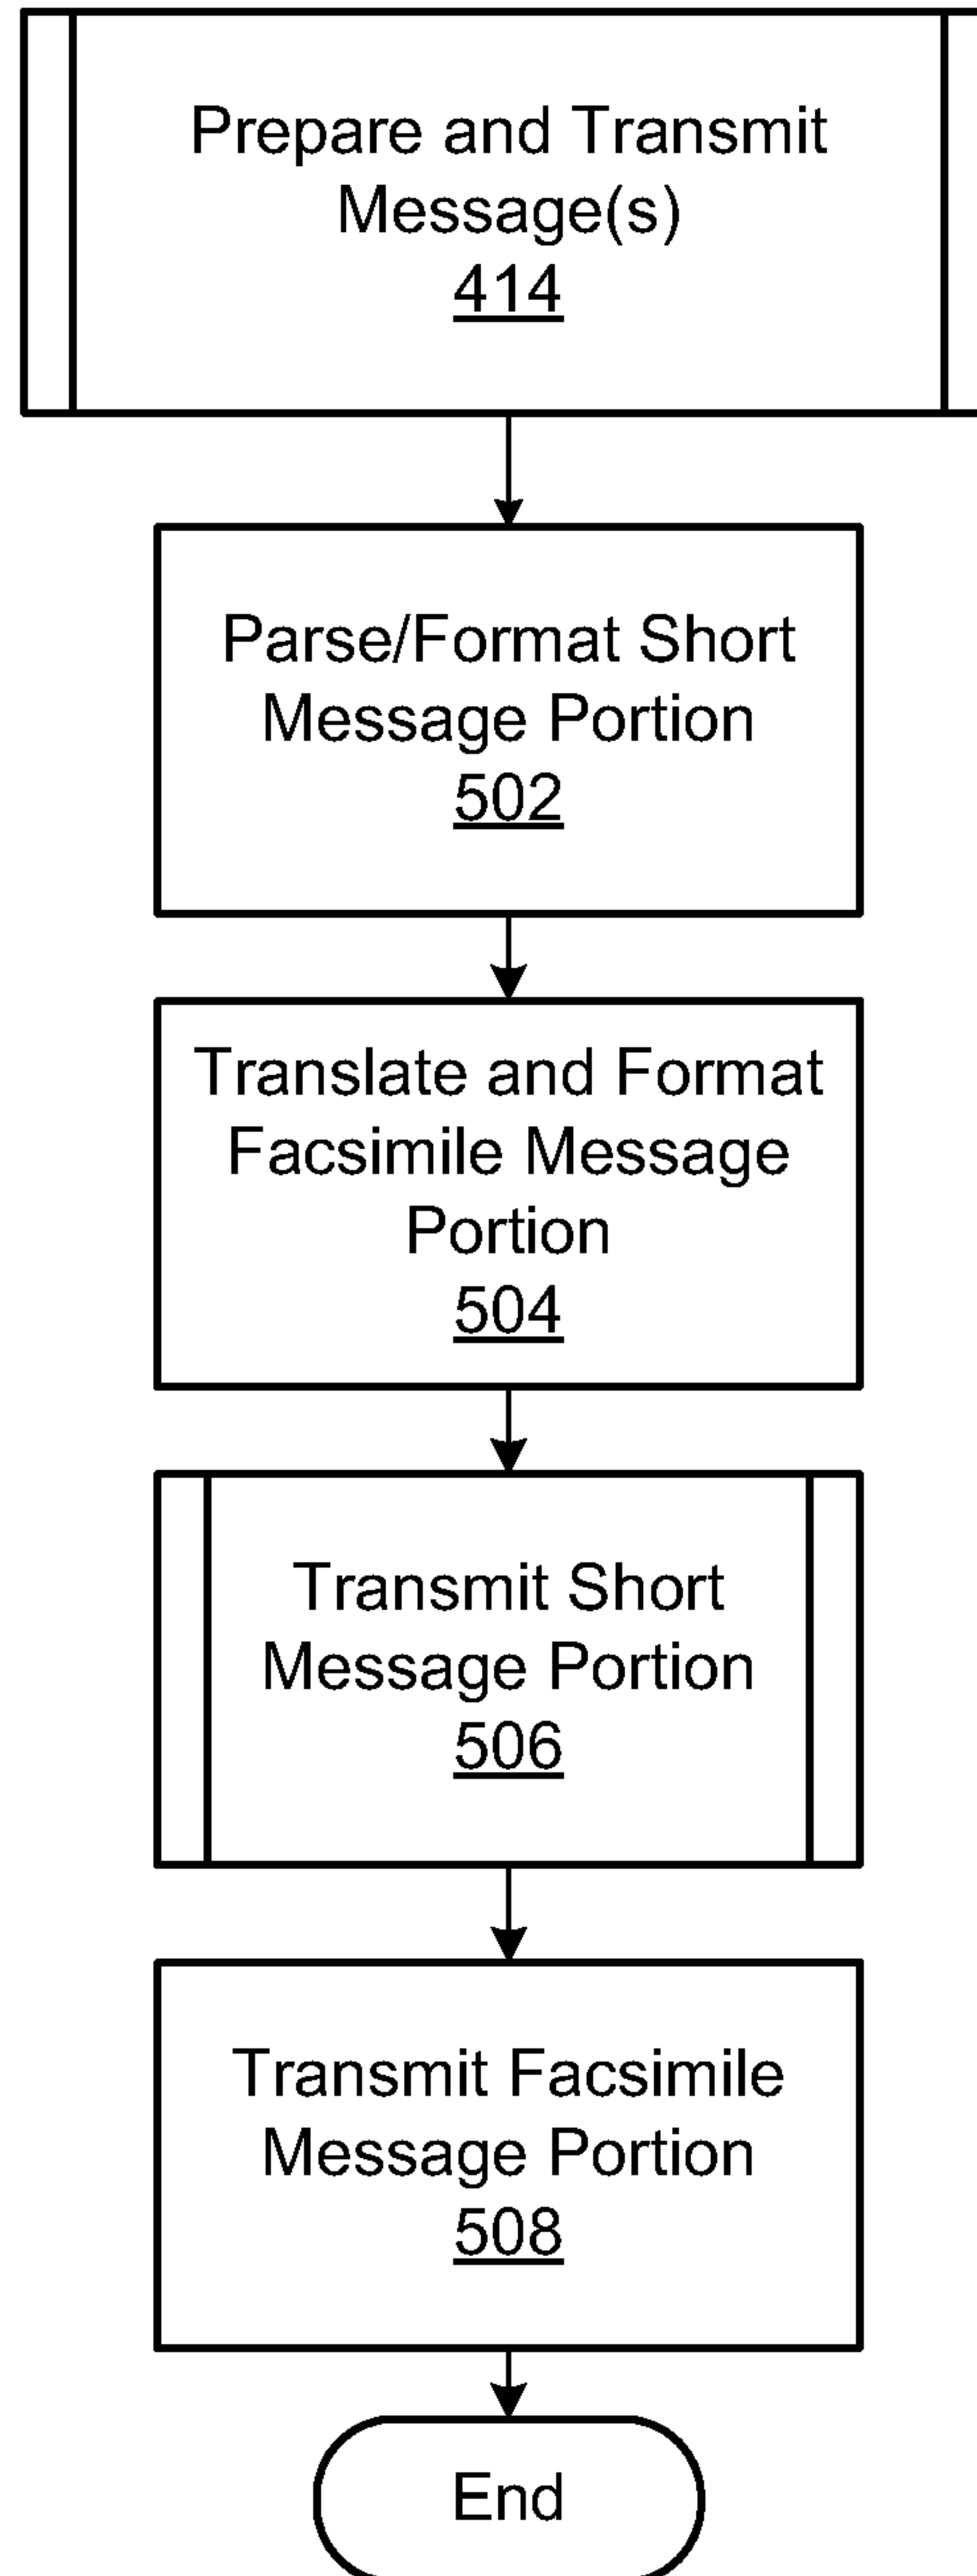 Prepare and Transmit
Message(s)
414
Parse/Format Short
Message Portion
502
Translate and Format
Facsimile Message
Portion
504
Transmit Short
Message Portion
506
Transmit Facsimile
Message Portion
508
End